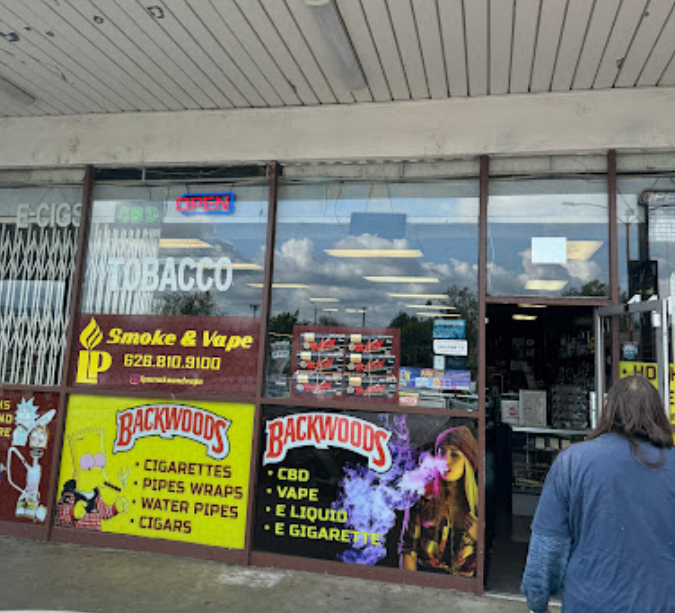 E-CIGS
CBD
OPEN
TOBACCO
LP
Smoke & Vape
626.810.9100
BACKWOODS
• CIGARETTES
• PIPES WRAPS
• WATER PIPES
• CIGARS
BACKWOODS
• CBD
• VAPE
• E LIQUID
• E GIGARETTE
HO